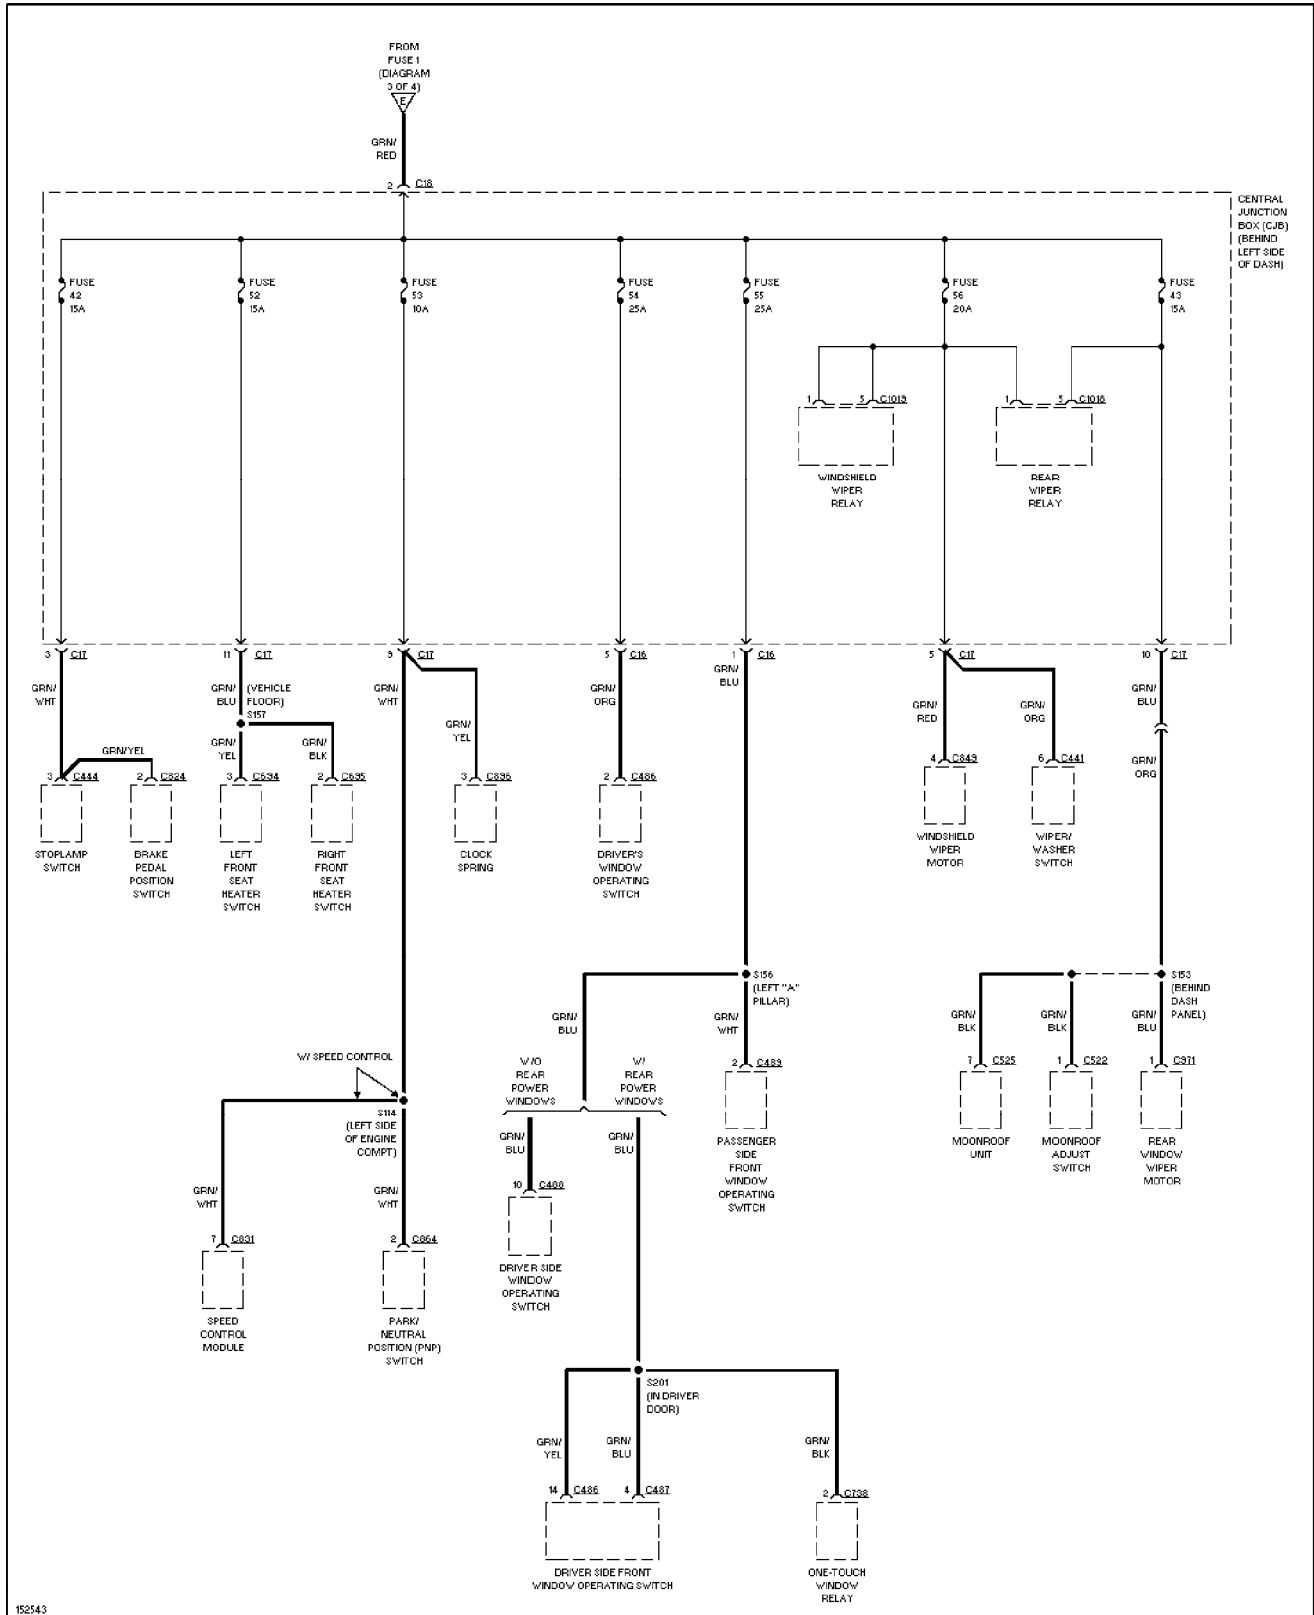 FROM
FUSE 1
(DIAGRAM
3 OF 4)
E
GRN/
RED
2 C18
CENTRAL
JUNCTION
BOX (CJB)
(BEHIND
LEFT SIDE
OF DASH)
FUSE
42
15A
FUSE
52
15A
FUSE
53
10A
FUSE
54
25A
FUSE
55
25A
FUSE
56
20A
FUSE
43
15A
1 5 C1019
WINDSHIELD
WIPER
RELAY
1 5 C1018
REAR
WIPER
RELAY
3 C17
11 C17
9 C17
5 C16
1 C16
5 C17
10 C17
GRN/
WHT
GRN/
BLU
(VEHICLE
FLOOR)
S157
GRN/
WHT
GRN/
YEL
GRN/
ORG
GRN/
BLU
GRN/
RED
GRN/
ORG
GRN/
BLU
GRN/YEL
GRN/
YEL
GRN/
BLK
GRN/
ORG
3 C444
STOPLAMP
SWITCH
2 C824
BRAKE
PEDAL
POSITION
SWITCH
3 C694
LEFT
FRONT
SEAT
HEATER
SWITCH
2 C695
RIGHT
FRONT
SEAT
HEATER
SWITCH
3 C896
CLOCK
SPRING
2 C486
DRIVER'S
WINDOW
OPERATING
SWITCH
4 C849
WINDSHIELD
WIPER
MOTOR
6 C441
WIPER/
WASHER
SWITCH
S156
(LEFT "A"
PILLAR)
S153
(BEHIND
DASH
PANEL)
GRN/
BLU
GRN/
WHT
GRN/
BLK
GRN/
BLK
GRN/
BLU
W/ SPEED CONTROL
W/O
REAR
POWER
WINDOWS
W/
REAR
POWER
WINDOWS
2 C489
PASSENGER
SIDE
FRONT
WINDOW
OPERATING
SWITCH
7 C525
MOONROOF
UNIT
1 C522
MOONROOF
ADJUST
SWITCH
1 C971
REAR
WINDOW
WIPER
MOTOR
S114
(LEFT SIDE
OF ENGINE
COMPT)
GRN/
BLU
GRN/
BLU
GRN/
WHT
GRN/
WHT
10 C488
DRIVER SIDE
WINDOW
OPERATING
SWITCH
7 C831
SPEED
CONTROL
MODULE
2 C864
PARK/
NEUTRAL
POSITION (PNP)
SWITCH
S201
(IN DRIVER
DOOR)
GRN/
YEL
GRN/
BLU
GRN/
BLK
14 C486
4 C487
DRIVER SIDE FRONT
WINDOW OPERATING SWITCH
2 C738
ONE-TOUCH
WINDOW
RELAY
152543